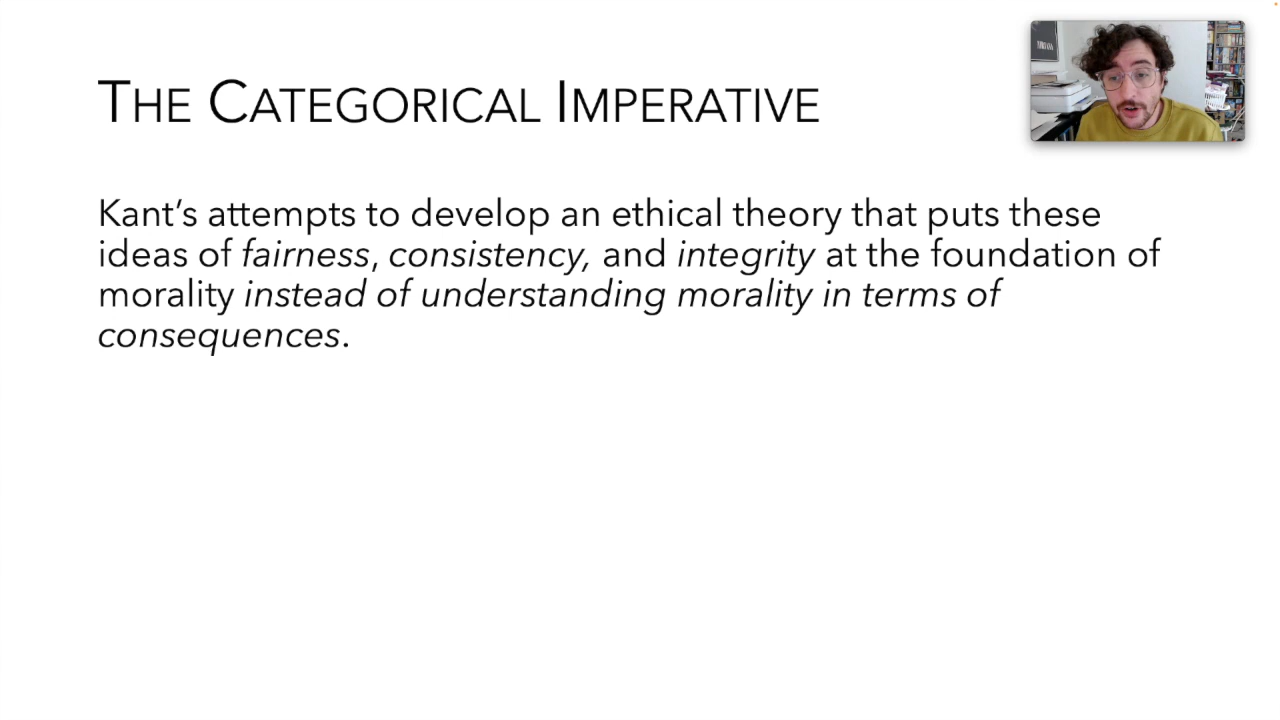 THE CATEGORICAL IMPERATIVE
Kant’s attempts to develop an ethical theory that puts these
ideas of fairness, consistency, and integrity at the foundation of
morality instead of understanding morality in terms of
consequences.
NIRVANA